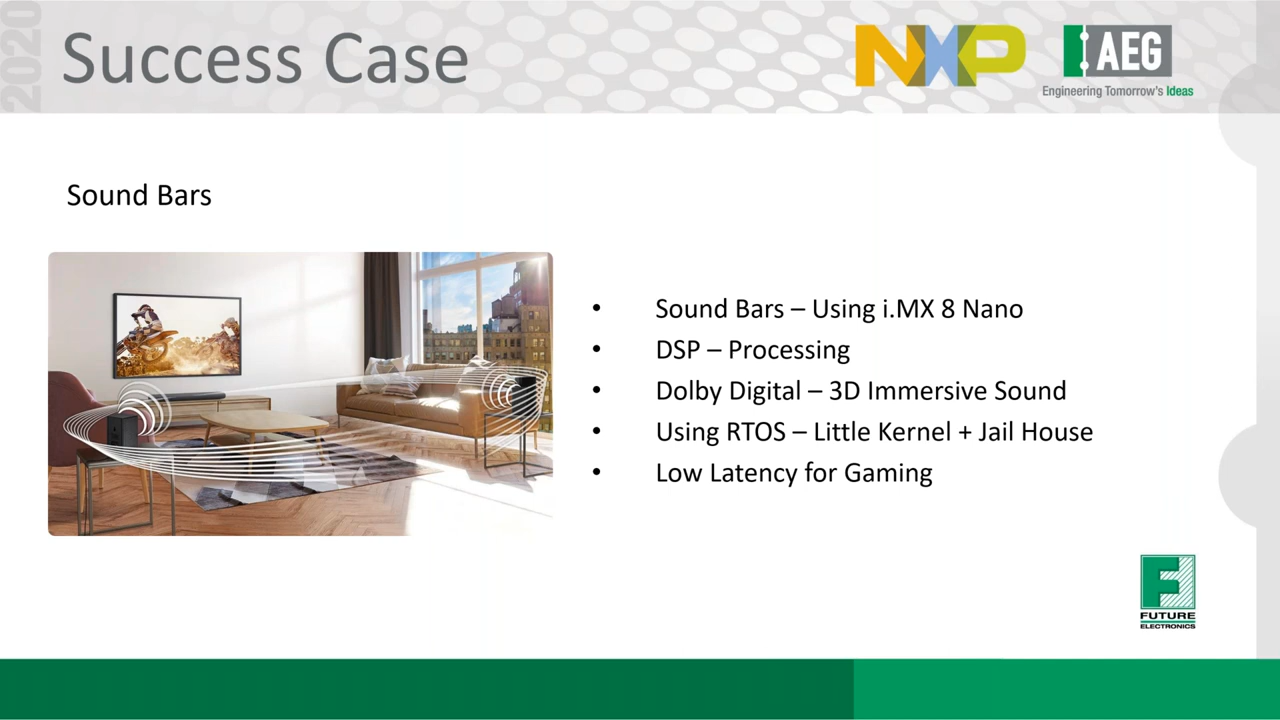 2020
Success Case
NXP
AEG
Engineering Tomorrow's Ideas
Sound Bars
• Sound Bars – Using i.MX 8 Nano
• DSP – Processing
• Dolby Digital – 3D Immersive Sound
• Using RTOS – Little Kernel + Jail House
• Low Latency for Gaming
F
FUTURE
ELECTRONICS